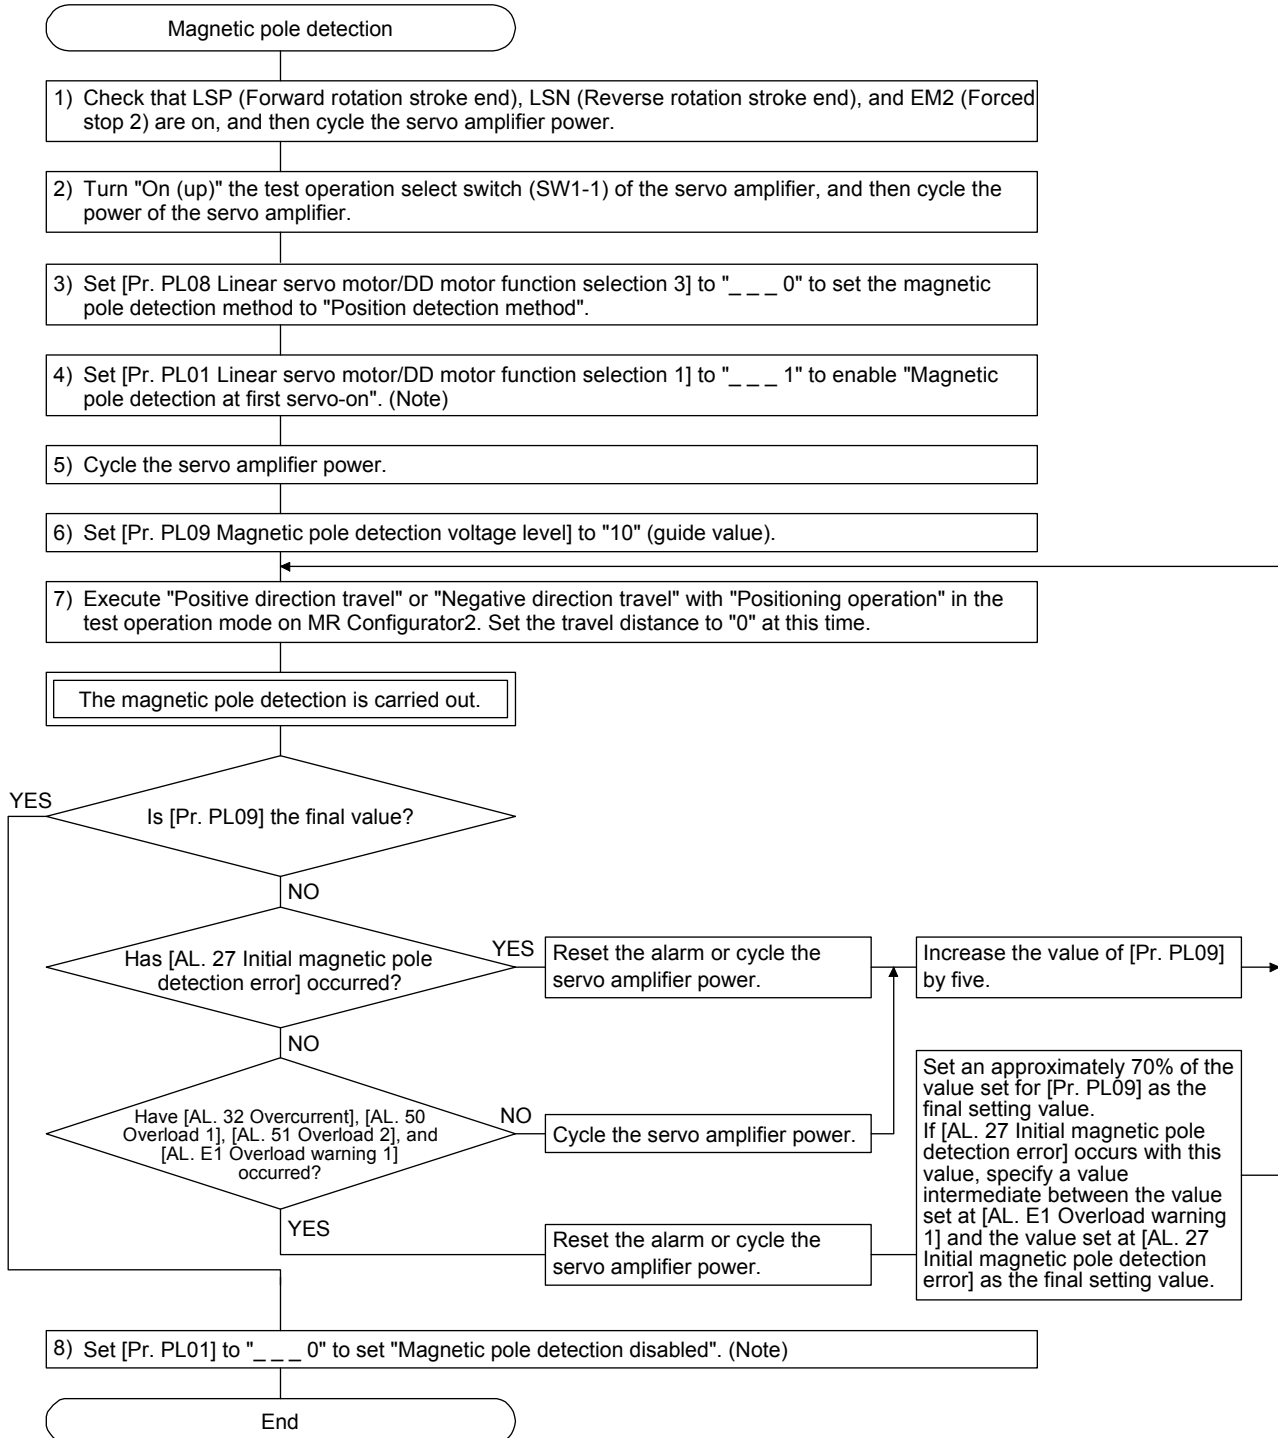 Magnetic pole detection
1) Check that LSP (Forward rotation stroke end), LSN (Reverse rotation stroke end), and EM2 (Forced
stop 2) are on, and then cycle the servo amplifier power.
2) Turn "On (up)" the test operation select switch (SW1-1) of the servo amplifier, and then cycle the
power of the servo amplifier.
3) Set [Pr. PL08 Linear servo motor/DD motor function selection 3] to "_ _ _ 0" to set the magnetic
pole detection method to "Position detection method".
4) Set [Pr. PL01 Linear servo motor/DD motor function selection 1] to "_ _ _ 1" to enable "Magnetic
pole detection at first servo-on". (Note)
5) Cycle the servo amplifier power.
6) Set [Pr. PL09 Magnetic pole detection voltage level] to "10" (guide value).
7) Execute "Positive direction travel" or "Negative direction travel" with "Positioning operation" in the
test operation mode on MR Configurator2. Set the travel distance to "0" at this time.
The magnetic pole detection is carried out.
YES
Is [Pr. PL09] the final value?
NO
Has [AL. 27 Initial magnetic pole
detection error] occurred?
YES
Reset the alarm or cycle the
servo amplifier power.
Increase the value of [Pr. PL09]
by five.
NO
Have [AL. 32 Overcurrent], [AL. 50
Overload 1], [AL. 51 Overload 2], and
[AL. E1 Overload warning 1]
occurred?
NO
Cycle the servo amplifier power.
Set an approximately 70% of the
value set for [Pr. PL09] as the
final setting value.
If [AL. 27 Initial magnetic pole
detection error] occurs with this
value, specify a value
intermediate between the value
set at [AL. E1 Overload warning
1] and the value set at [AL. 27
Initial magnetic pole detection
error] as the final setting value.
YES
Reset the alarm or cycle the
servo amplifier power.
8) Set [Pr. PL01] to "_ _ _ 0" to set "Magnetic pole detection disabled". (Note)
End